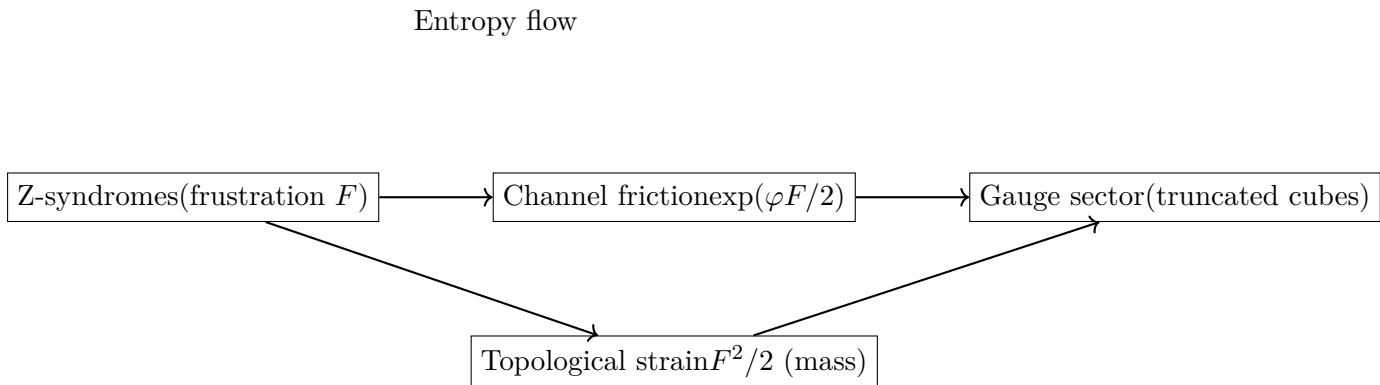 Entropy flow
Z-syndromes(frustration F)
Channel frictionexp(φF/2)
Gauge sector(truncated cubes)
Topological strainF²/2 (mass)